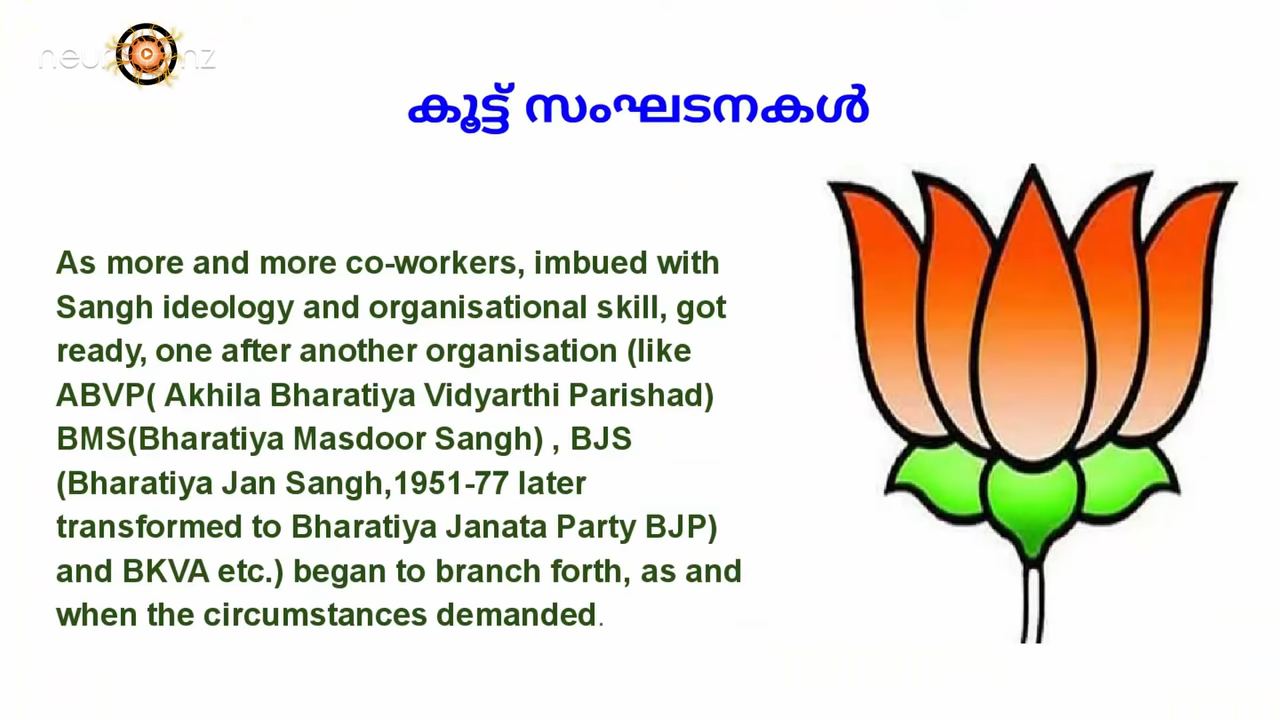 കൂട്ട് സംഘടനകൾ
As more and more co-workers, imbued with
Sangh ideology and organisational skill, got
ready, one after another organisation (like
ABVP( Akhila Bharatiya Vidyarthi Parishad)
BMS(Bharatiya Masdoor Sangh) , BJS
(Bharatiya Jan Sangh,1951-77 later
transformed to Bharatiya Janata Party BJP)
and BKVA etc.) began to branch forth, as and
when the circumstances demanded.